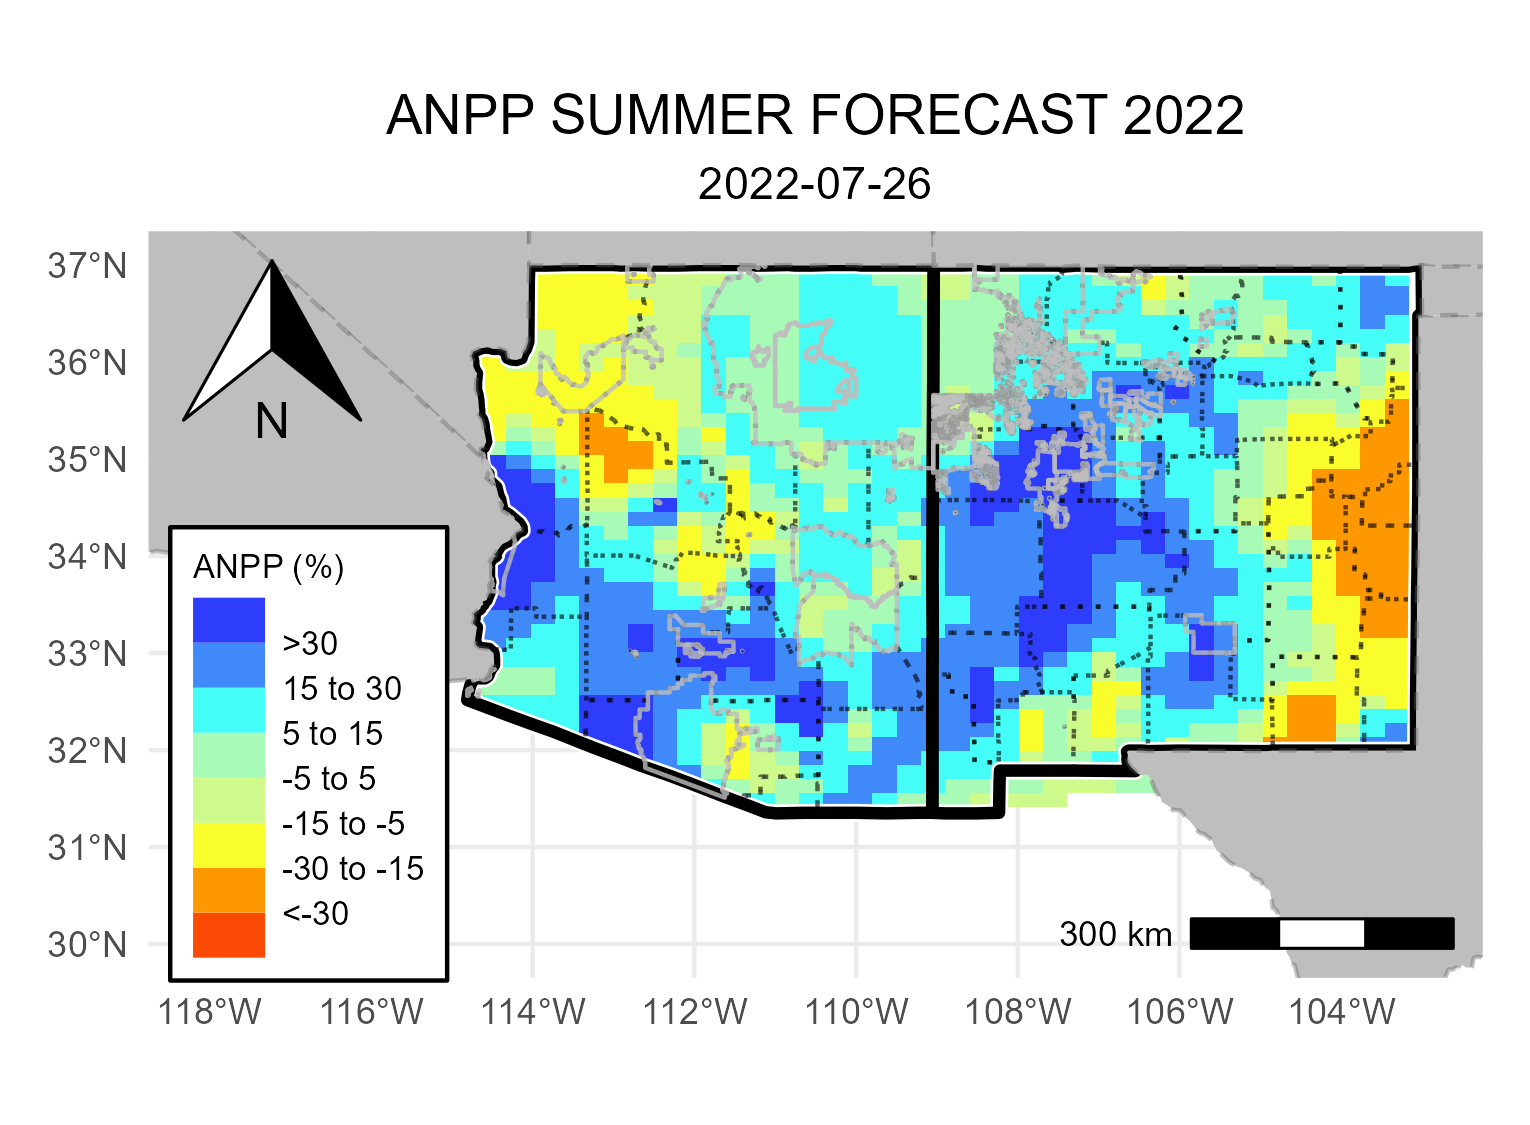 ANPP SUMMER FORECAST 2022
2022-07-26
37°N
36°N
35°N
34°N
33°N
32°N
31°N
30°N
N
ANPP (%)
>30
15 to 30
5 to 15
-5 to 5
-15 to -5
-30 to -15
<-30
300 km
118°W 116°W 114°W 112°W 110°W 108°W 106°W 104°W